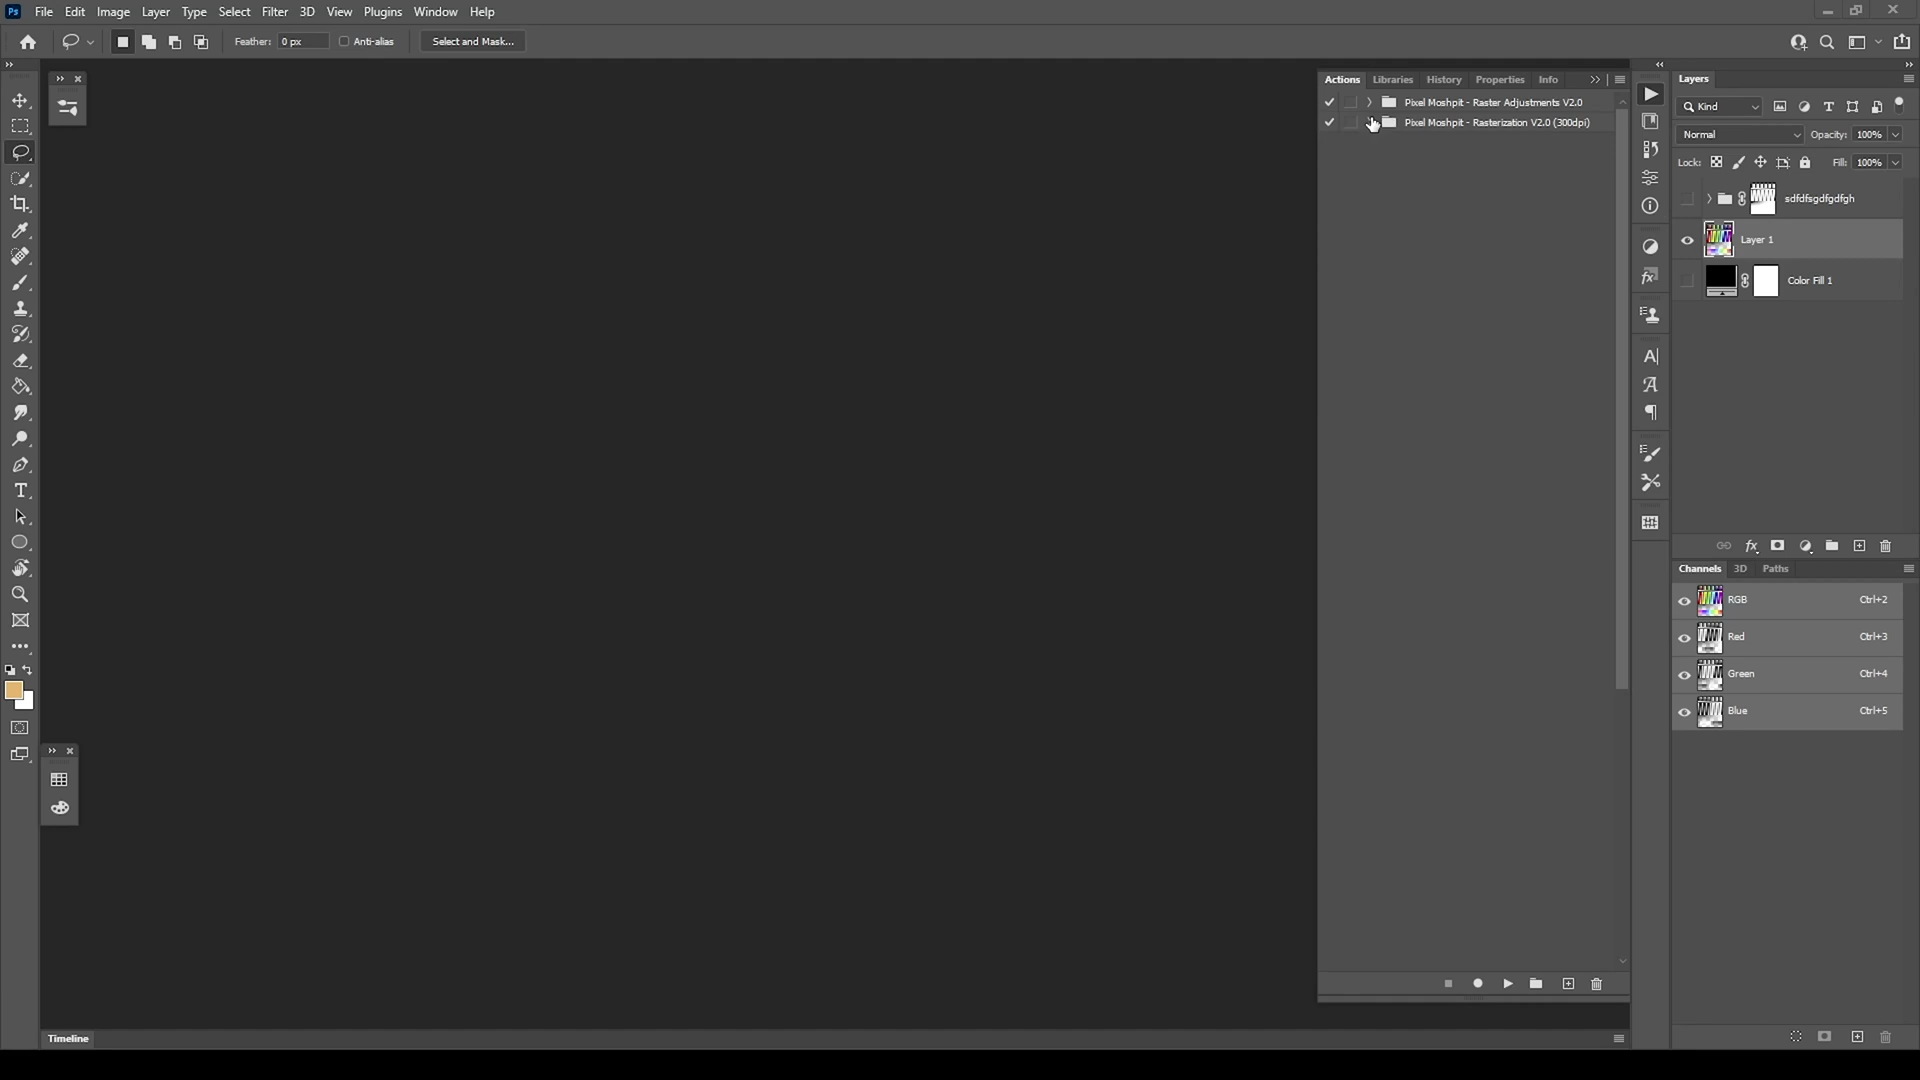 Ps File Edit Image Layer Type Select Filter 3D View Plugins Window Help
Feather: 0 px Anti-alias Select and Mask...
Actions Libraries History Properties Info
Pixel Moshpit - Raster Adjustments V2.0
Pixel Moshpit - Rasterization V2.0 (300dpi)
Layers
Kind
Normal Opacity: 100%
Lock: Fill: 100%
sdfdfsgdfgdfgh
Layer 1
Color Fill 1
Channels 3D Paths
RGB Ctrl+2
Red Ctrl+3
Green Ctrl+4
Blue Ctrl+5
Timeline